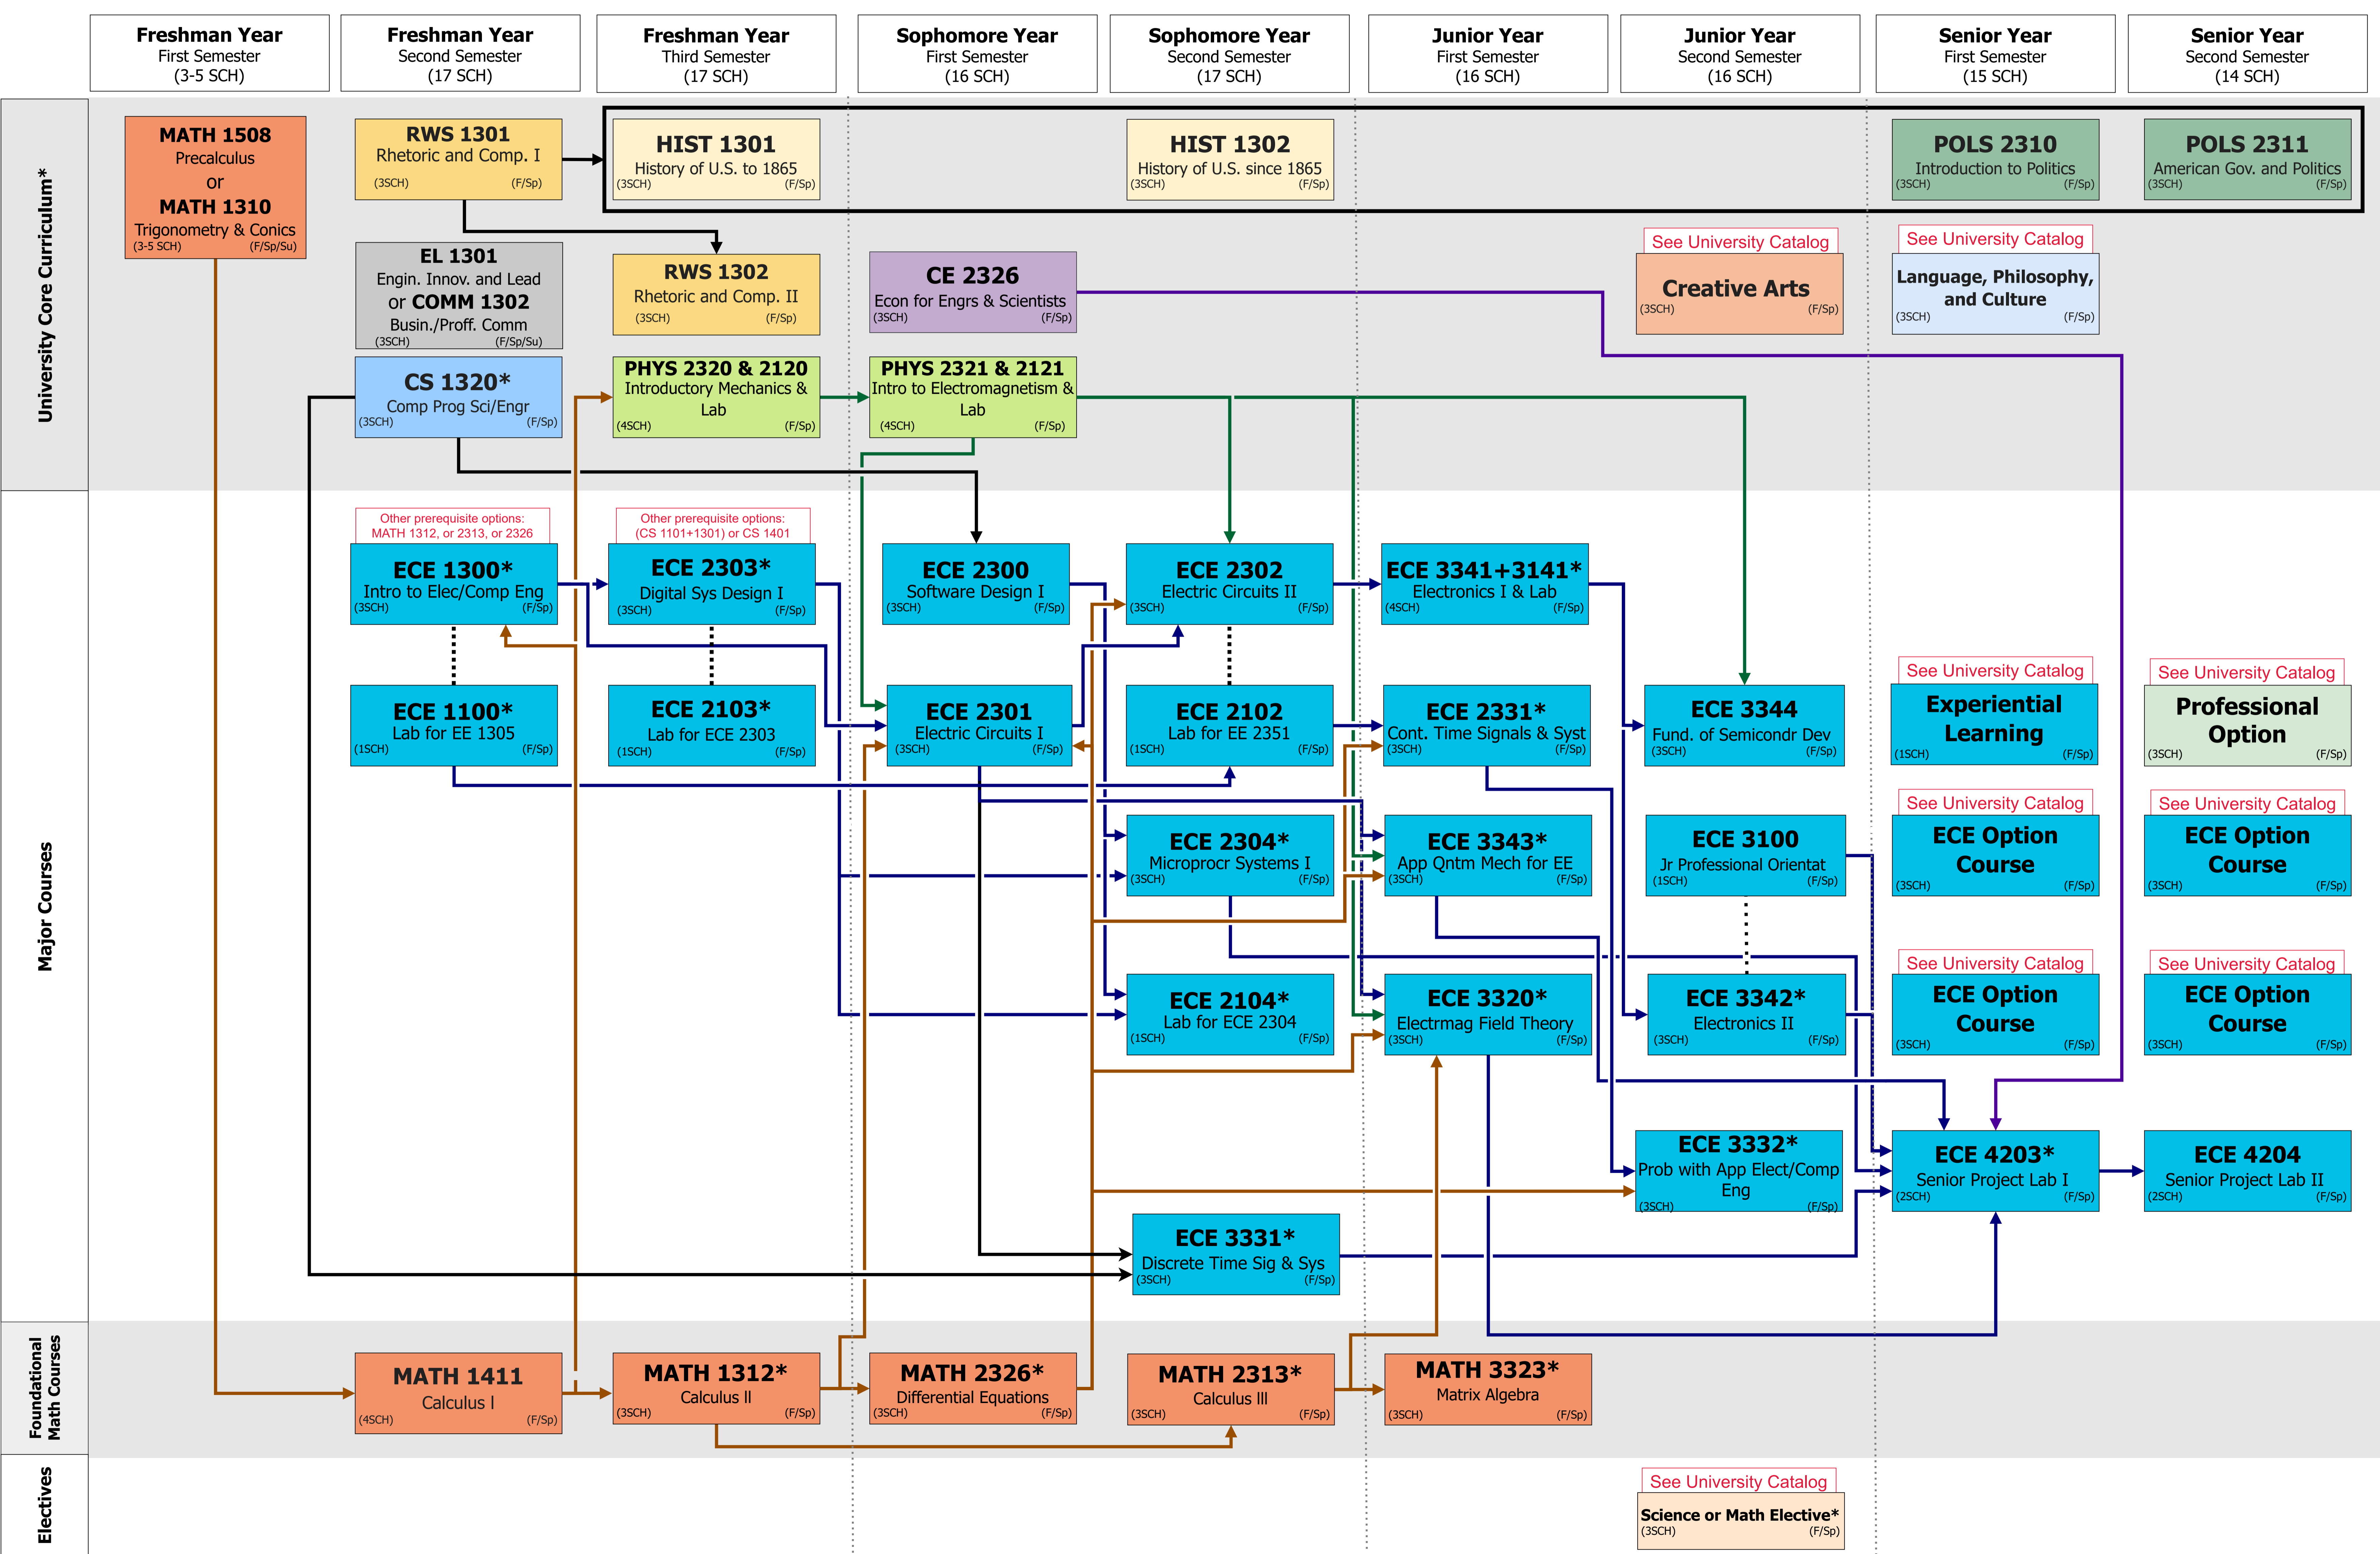 Freshman Year
First Semester
(3-5 SCH)
Freshman Year
Second Semester
(17 SCH)
Freshman Year
Third Semester
(17 SCH)
Sophomore Year
First Semester
(16 SCH)
Sophomore Year
Second Semester
(17 SCH)
Junior Year
First Semester
(16 SCH)
Junior Year
Second Semester
(16 SCH)
Senior Year
First Semester
(15 SCH)
Senior Year
Second Semester
(14 SCH)
University Core Curriculum*
MATH 1508
Precalculus
or
MATH 1310
Trigonometry & Conics
(3-5 SCH) (F/Sp/Su)
RWS 1301
Rhetoric and Comp. I
(3SCH) (F/Sp)
HIST 1301
History of U.S. to 1865
(3SCH) (F/Sp)
HIST 1302
History of U.S. since 1865
(3SCH) (F/Sp)
POLS 2310
Introduction to Politics
(3SCH) (F/Sp)
POLS 2311
American Gov. and Politics
(3SCH) (F/Sp)
EL 1301
Engin. Innov. and Lead
or COMM 1302
Busin./Proff. Comm
(3SCH) (F/Sp/Su)
RWS 1302
Rhetoric and Comp. II
(3SCH) (F/Sp)
CE 2326
Econ for Engrs & Scientists
(3SCH) (F/Sp)
See University Catalog
Creative Arts
(3SCH) (F/Sp)
See University Catalog
Language, Philosophy,
and Culture
(3SCH) (F/Sp)
CS 1320*
Comp Prog Sci/Engr
(3SCH) (F/Sp)
PHYS 2320 & 2120
Introductory Mechanics &
Lab
(4SCH) (F/Sp)
PHYS 2321 & 2121
Intro to Electromagnetism &
Lab
(4SCH) (F/Sp)
Major Courses
Other prerequisite options:
MATH 1312, or 2313, or 2326
ECE 1300*
Intro to Elec/Comp Eng
(3SCH) (F/Sp)
Other prerequisite options:
(CS 1101+1301) or CS 1401
ECE 2303*
Digital Sys Design I
(3SCH) (F/Sp)
ECE 2300
Software Design I
(3SCH) (F/Sp)
ECE 2302
Electric Circuits II
(3SCH) (F/Sp)
ECE 3341+3141*
Electronics I & Lab
(4SCH) (F/Sp)
ECE 1100*
Lab for EE 1305
(1SCH) (F/Sp)
ECE 2103*
Lab for ECE 2303
(1SCH) (F/Sp)
ECE 2301
Electric Circuits I
(3SCH) (F/Sp)
ECE 2102
Lab for EE 2351
(1SCH) (F/Sp)
ECE 2331*
Cont. Time Signals & Syst
(3SCH) (F/Sp)
ECE 3344
Fund. of Semicondr Dev
(3SCH) (F/Sp)
See University Catalog
Experiential
Learning
(1SCH) (F/Sp)
See University Catalog
Professional
Option
(3SCH) (F/Sp)
ECE 2304*
Microprocr Systems I
(3SCH) (F/Sp)
ECE 3343*
App Qntm Mech for EE
(3SCH) (F/Sp)
ECE 3100
Jr Professional Orientat
(1SCH) (F/Sp)
See University Catalog
ECE Option
Course
(3SCH) (F/Sp)
See University Catalog
ECE Option
Course
(3SCH) (F/Sp)
ECE 2104*
Lab for ECE 2304
(1SCH) (F/Sp)
ECE 3320*
Electrmag Field Theory
(3SCH) (F/Sp)
ECE 3342*
Electronics II
(3SCH) (F/Sp)
See University Catalog
ECE Option
Course
(3SCH) (F/Sp)
See University Catalog
ECE Option
Course
(3SCH) (F/Sp)
ECE 3332*
Prob with App Elect/Comp
Eng
(3SCH) (F/Sp)
ECE 4203*
Senior Project Lab I
(2SCH) (F/Sp)
ECE 4204
Senior Project Lab II
(2SCH) (F/Sp)
ECE 3331*
Discrete Time Sig & Sys
(3SCH) (F/Sp)
Foundational
Math Courses
MATH 1411
Calculus I
(4SCH) (F/Sp)
MATH 1312*
Calculus II
(3SCH) (F/Sp)
MATH 2326*
Differential Equations
(3SCH) (F/Sp)
MATH 2313*
Calculus III
(3SCH) (F/Sp)
MATH 3323*
Matrix Algebra
(3SCH) (F/Sp)
Electives
See University Catalog
Science or Math Elective*
(3SCH) (F/Sp)